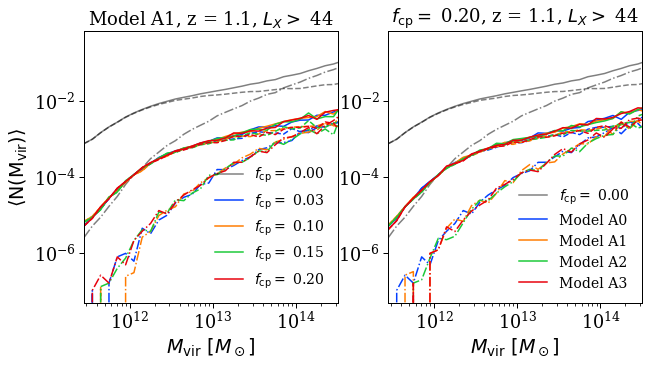 Model A1, z = 1.1, L_X > 44
⟨N(M_vir)⟩
10^−2
10^−4
10^−6
f_cp = 0.00
f_cp = 0.03
f_cp = 0.10
f_cp = 0.15
f_cp = 0.20
10^12
10^13
10^14
M_vir [M_⊙]
f_cp = 0.20, z = 1.1, L_X > 44
10^−2
10^−4
10^−6
f_cp = 0.00
Model A0
Model A1
Model A2
Model A3
10^12
10^13
10^14
M_vir [M_⊙]